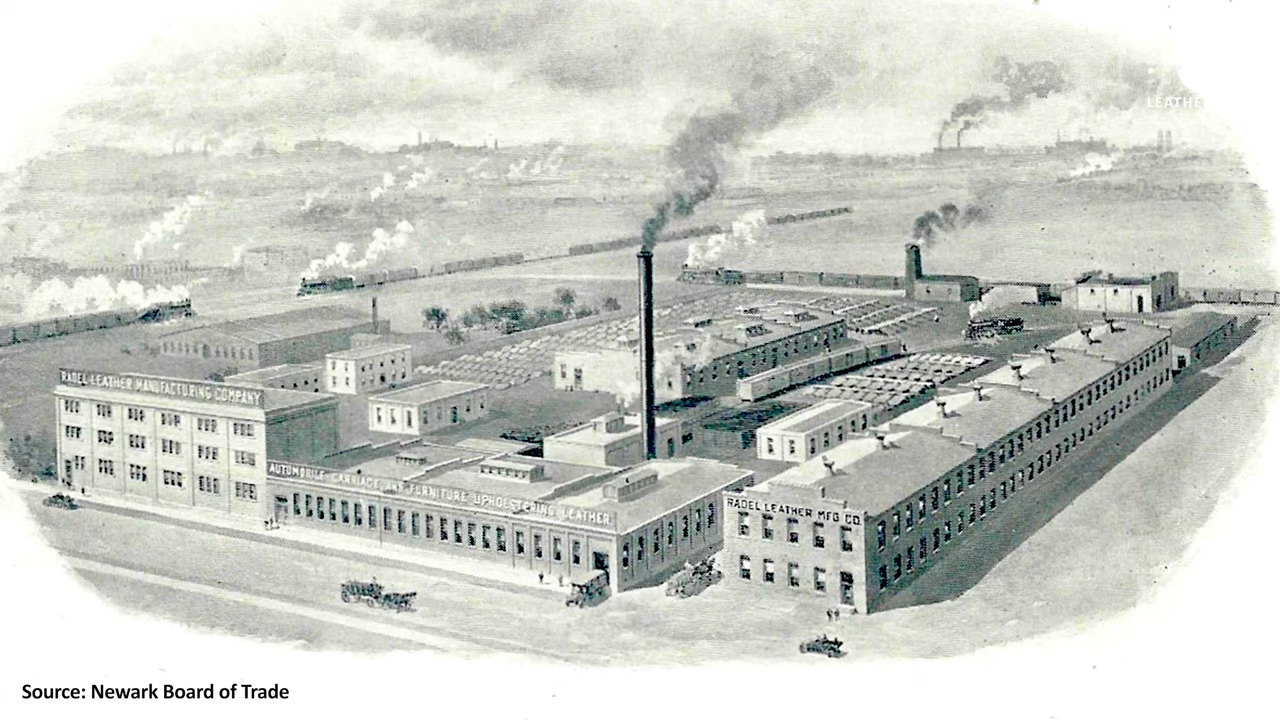 LEATHE
RADEL LEATHER MANUFACTURING COMPANY
AUTOMOBILE CARRIAGE AND FURNITURE UPHOLSTERING LEATHER
RADEL LEATHER MFG CO.
Source: Newark Board of Trade